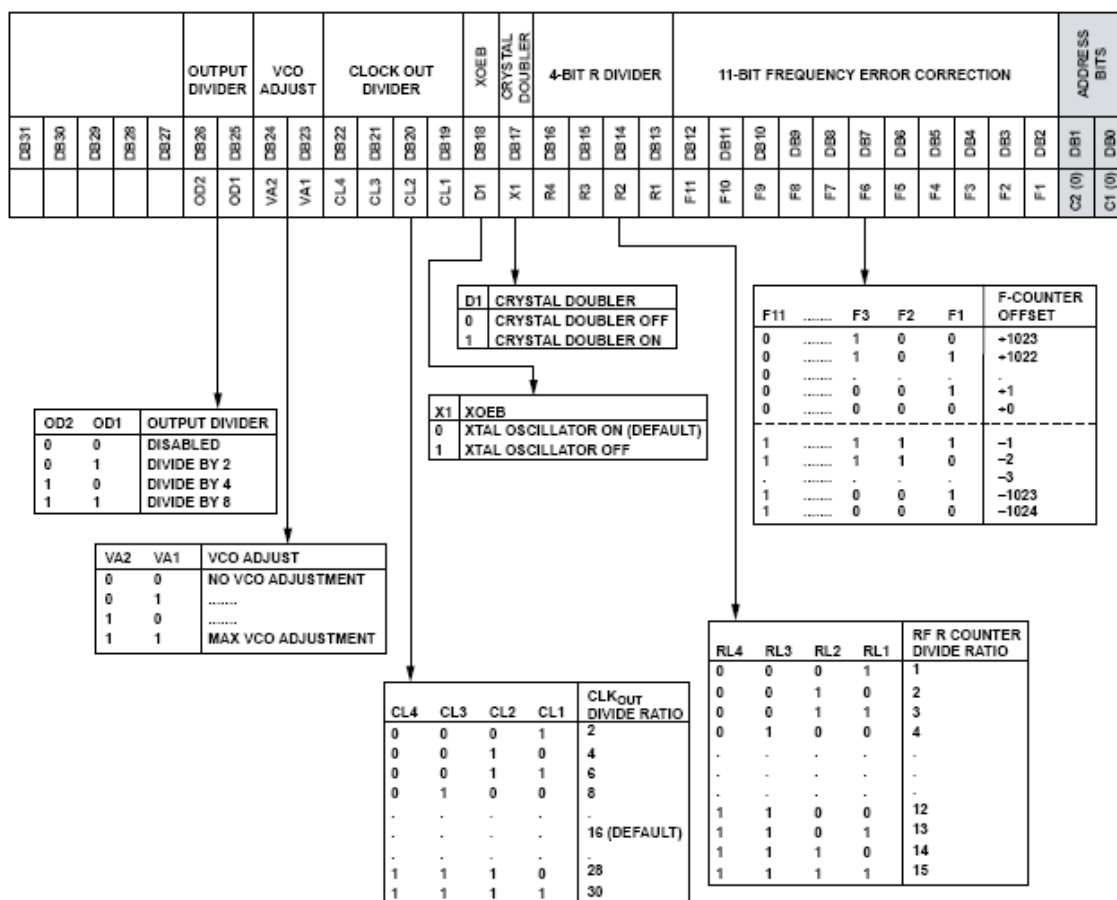 OUTPUT DIVIDER
VCO ADJUST
CLOCK OUT DIVIDER
XOEB
CRYSTAL DOUBLER
4-BIT R DIVIDER
11-BIT FREQUENCY ERROR CORRECTION
ADDRESS BITS
DB31 DB30 DB29 DB28 DB27 DB26 DB25 DB24 DB23 DB22 DB21 DB20 DB19 DB18 DB17 DB16 DB15 DB14 DB13 DB12 DB11 DB10 DB9 DB8 DB7 DB6 DB5 DB4 DB3 DB2 DB1 DB0
OD2 OD1 VA2 VA1 CL4 CL3 CL2 CL1 D1 X1 R4 R3 R2 R1 F11 F10 F9 F8 F7 F6 F5 F4 F3 F2 F1 C2 (0) C1 (0)
D1 CRYSTAL DOUBLER
0 CRYSTAL DOUBLER OFF
1 CRYSTAL DOUBLER ON
F11 ........ F3 F2 F1 F-COUNTER OFFSET
0 ........ 1 0 0 +1023
0 ........ 1 0 1 +1022
0 ........ . . . .
0 ........ 0 0 1 +1
0 ........ 0 0 0 +0
1 ........ 1 1 1 –1
1 ........ 1 1 0 –2
. ........ . . . –3
1 ........ 0 0 1 –1023
1 ........ 0 0 0 –1024
X1 XOEB
0 XTAL OSCILLATOR ON (DEFAULT)
1 XTAL OSCILLATOR OFF
OD2 OD1 OUTPUT DIVIDER
0 0 DISABLED
0 1 DIVIDE BY 2
1 0 DIVIDE BY 4
1 1 DIVIDE BY 8
VA2 VA1 VCO ADJUST
0 0 NO VCO ADJUSTMENT
0 1 .......
1 0 .......
1 1 MAX VCO ADJUSTMENT
RL4 RL3 RL2 RL1 RF R COUNTER DIVIDE RATIO
0 0 0 1 1
0 0 1 0 2
0 0 1 1 3
0 1 0 0 4
. . . . .
. . . . .
. . . . .
1 1 0 0 12
1 1 0 1 13
1 1 1 0 14
1 1 1 1 15
CL4 CL3 CL2 CL1 CLKOUT DIVIDE RATIO
0 0 0 1 2
0 0 1 0 4
0 0 1 1 6
0 1 0 0 8
. . . . .
. . . . 16 (DEFAULT)
. . . . .
1 1 1 0 28
1 1 1 1 30